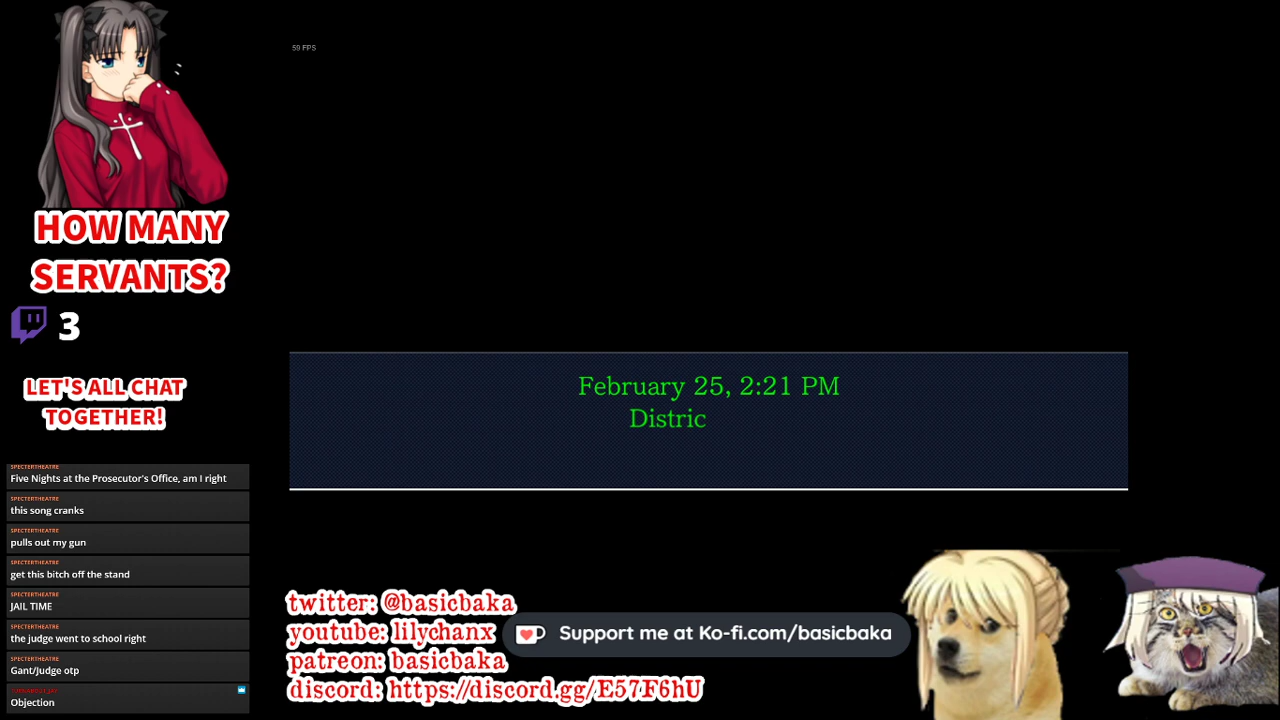 59 FPS
HOW MANY
SERVANTS?
3
LET'S ALL CHAT
TOGETHER!
February 25, 2:21 PM
Distric
SPECTERTHEATRE
Five Nights at the Prosecutor's Office, am I right
SPECTERTHEATRE
this song cranks
SPECTERTHEATRE
pulls out my gun
SPECTERTHEATRE
get this bitch off the stand
SPECTERTHEATRE
JAIL TIME
SPECTERTHEATRE
the judge went to school right
SPECTERTHEATRE
Gant/Judge otp
Objection
twitter: @basicbaka
youtube: lilychanx
patreon: basicbaka
discord: https://discord.gg/E57F6hU
Support me at Ko-fi.com/basicbaka